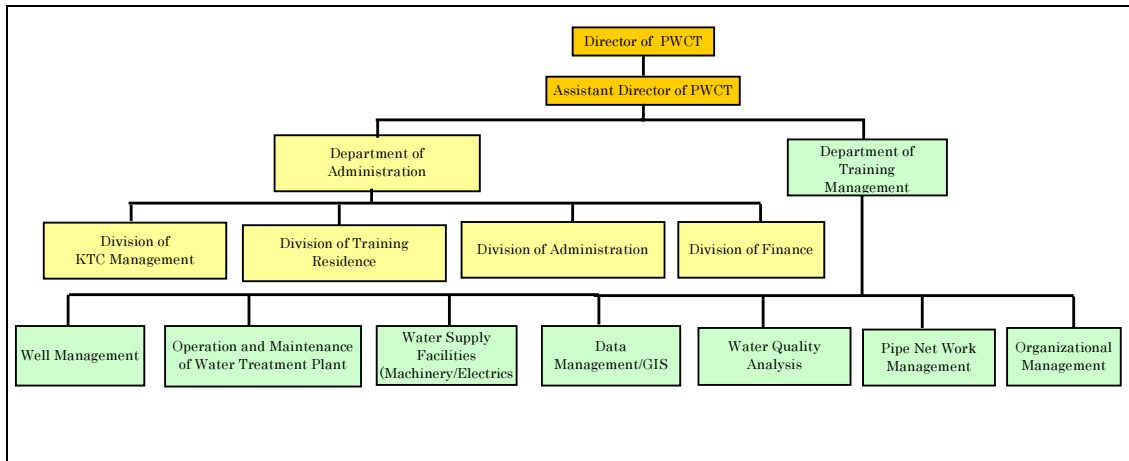 Director of PWCT
Assistant Director of PWCT
Department of
Administration
Department of
Training
Management
Division of
KTC Management
Division of Training
Residence
Division of Administration
Division of Finance
Well Management
Operation and Maintenance
of Water Treatment Plant
Water Supply
Facilities
(Machinery/Electrics
Data
Management/GIS
Water Quality
Analysis
Pipe Net Work
Management
Organizational
Management